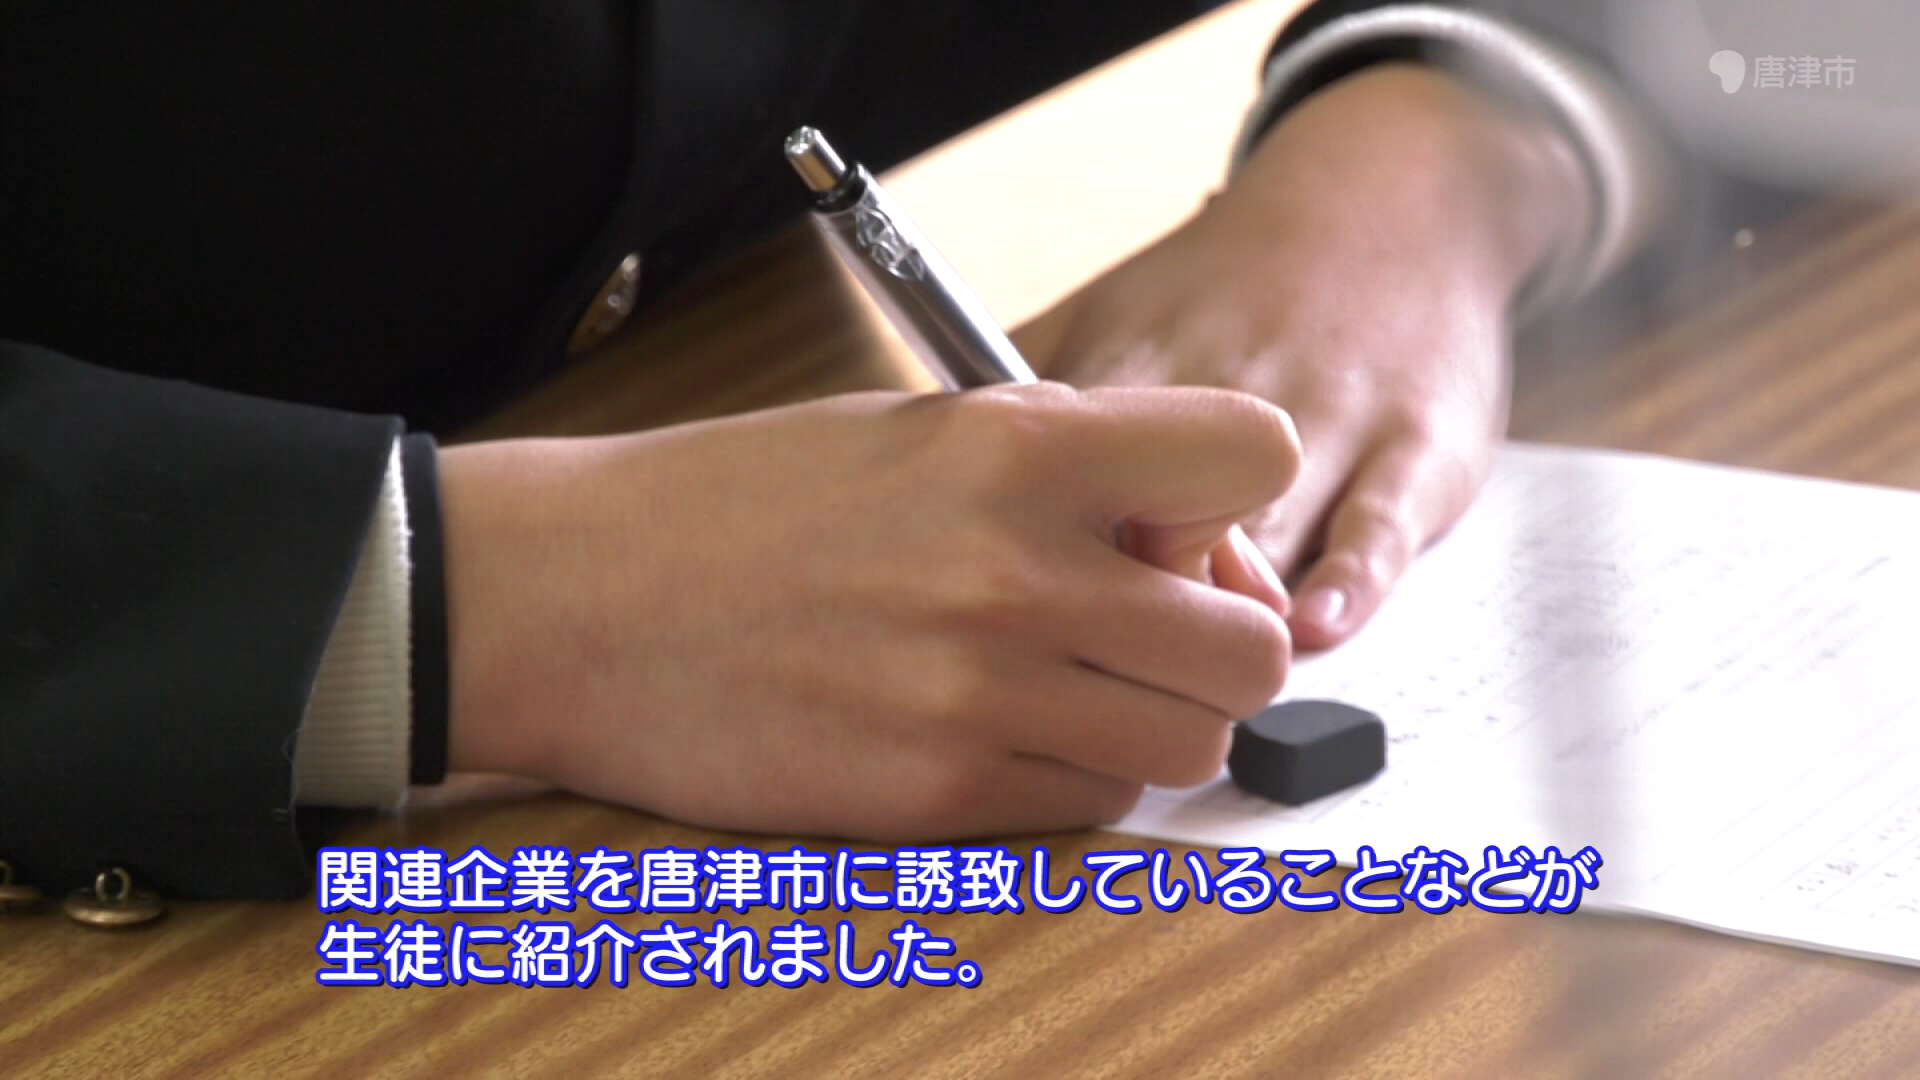 唐津市
関連企業を唐津市に誘致していることなどが
生徒に紹介されました。